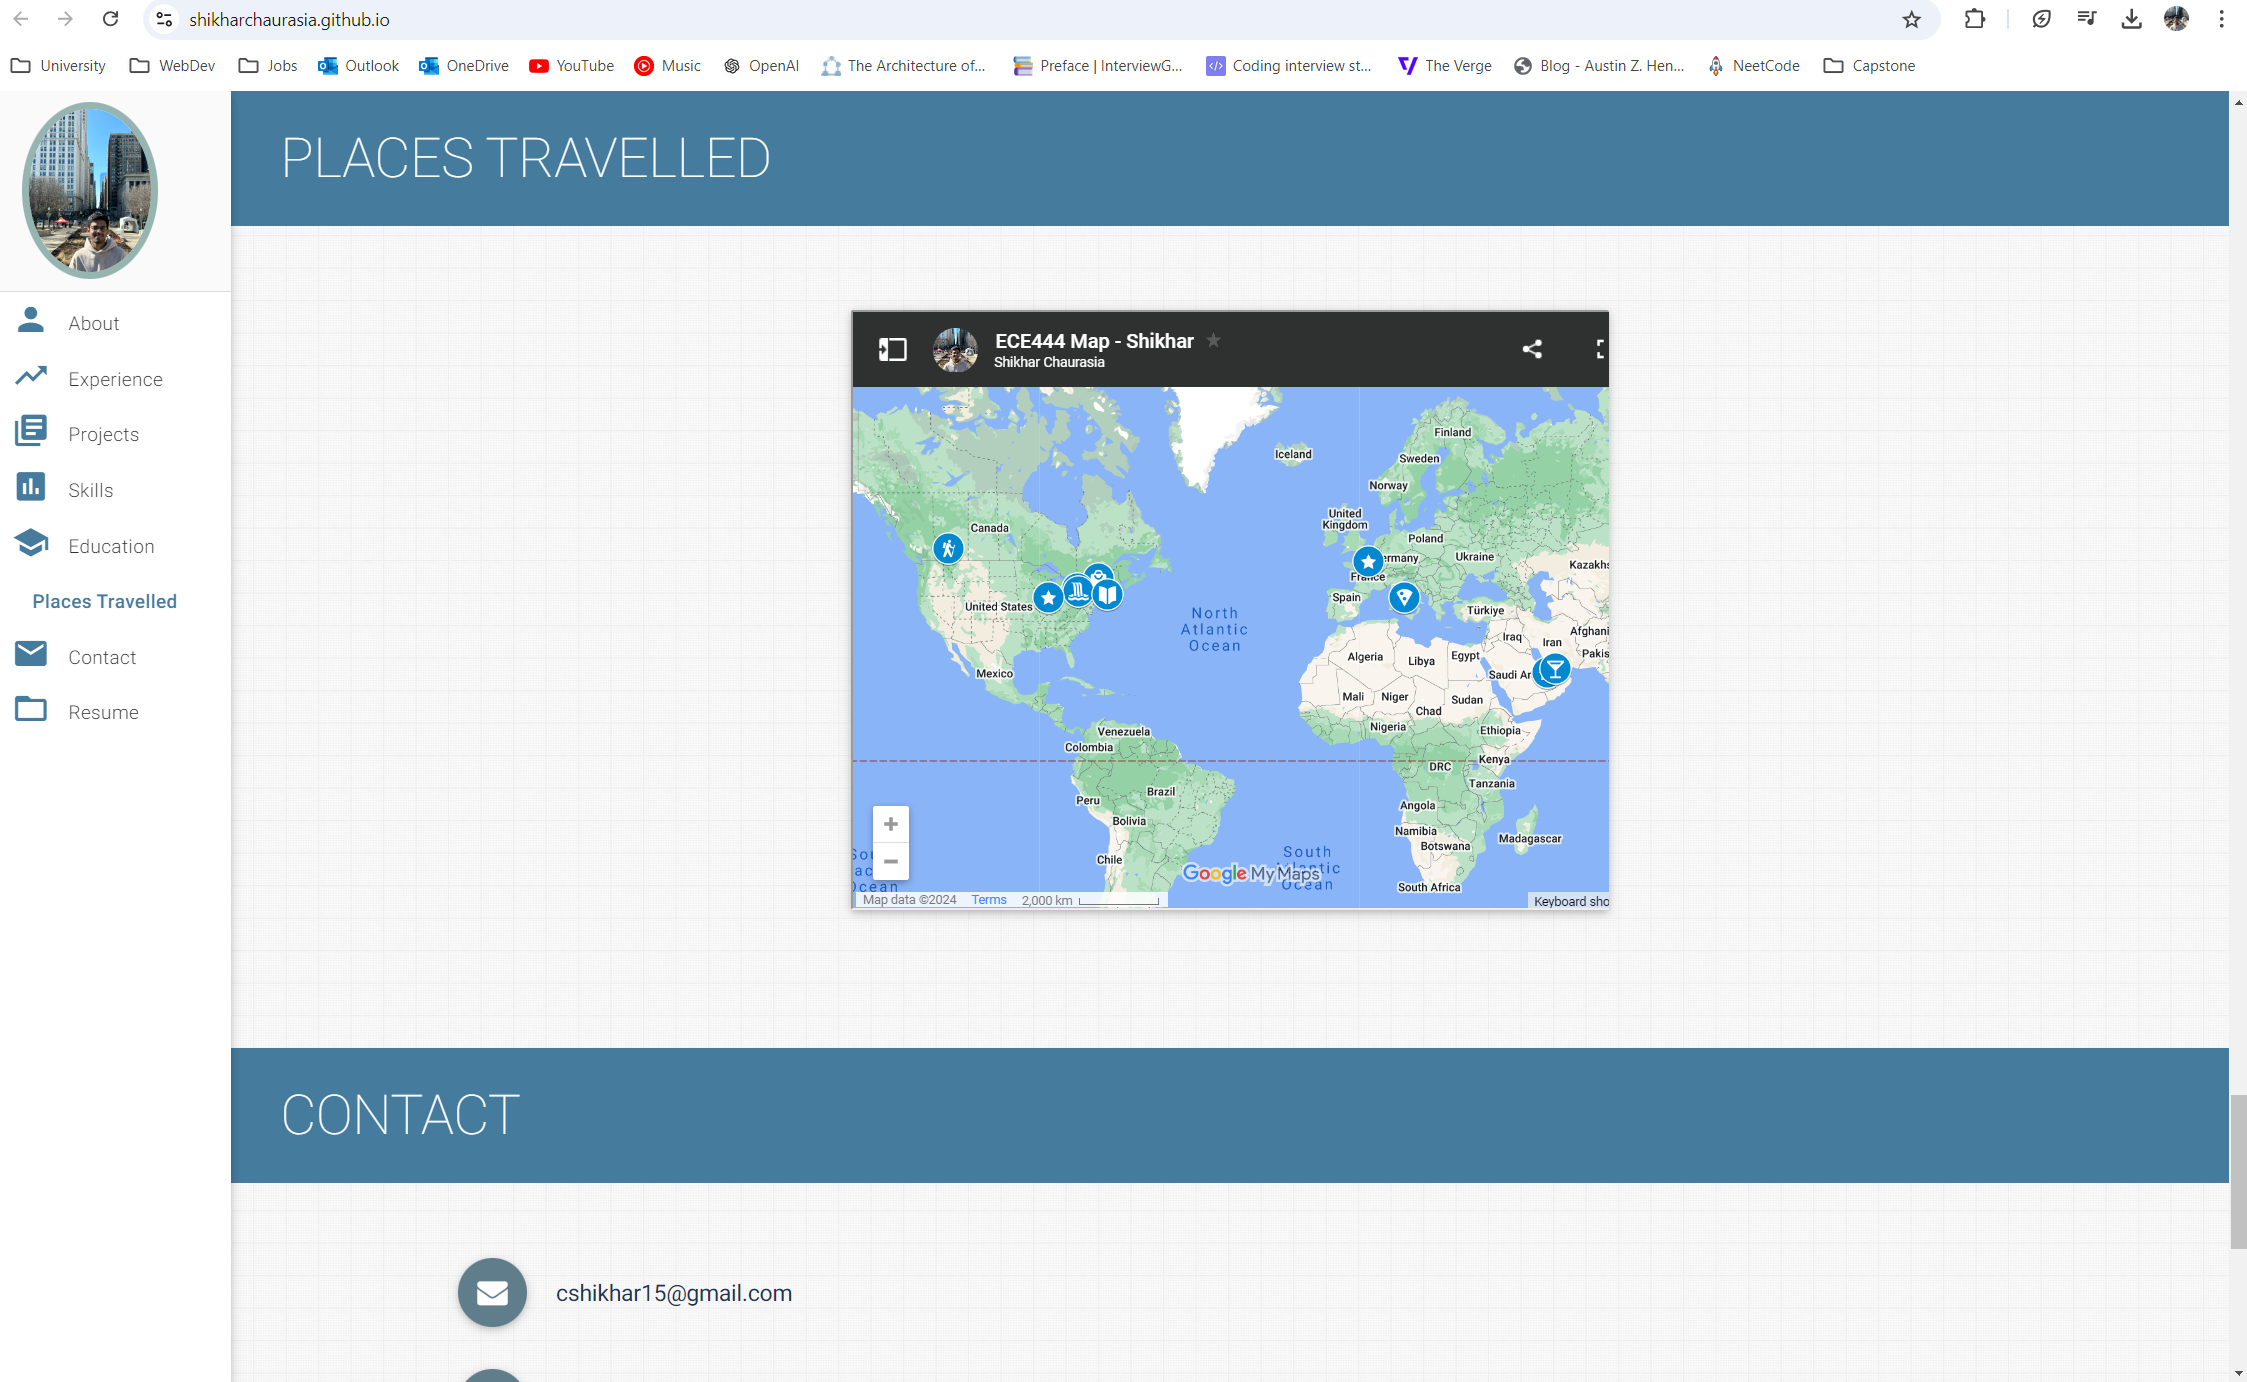 shikharchaurasia.github.io
University WebDev Jobs Outlook OneDrive YouTube Music OpenAI The Architecture of... Preface | InterviewG... Coding interview st... The Verge Blog - Austin Z. Hen... NeetCode Capstone
About
Experience
Projects
Skills
Education
Places Travelled
Contact
Resume
PLACES TRAVELLED
ECE444 Map - Shikhar
Shikhar Chaurasia
Finland
Iceland
Sweden
Norway
United
Kingdom
Canada
Poland
ermany
Ukraine
Kazakhs
France
Spain
United States
Türkiye
North
Atlantic
Ocean
Afghani
Iraq
Iran
Pakis
Algeria
Libya
Egypt
Mexico
Saudi Ar
Mali
Niger
Sudan
Chad
Nigeria
Ethiopia
Venezuela
Colombia
Kenya
DRC
Tanzania
Brazil
Peru
Angola
Bolivia
Namibia
Madagascar
Botswana
Chile
South
Atlantic
Ocean
South Africa
Sou
ac
Ocean
Google My Maps
Map data ©2024 Terms 2,000 km
Keyboard sho
CONTACT
cshikhar15@gmail.com